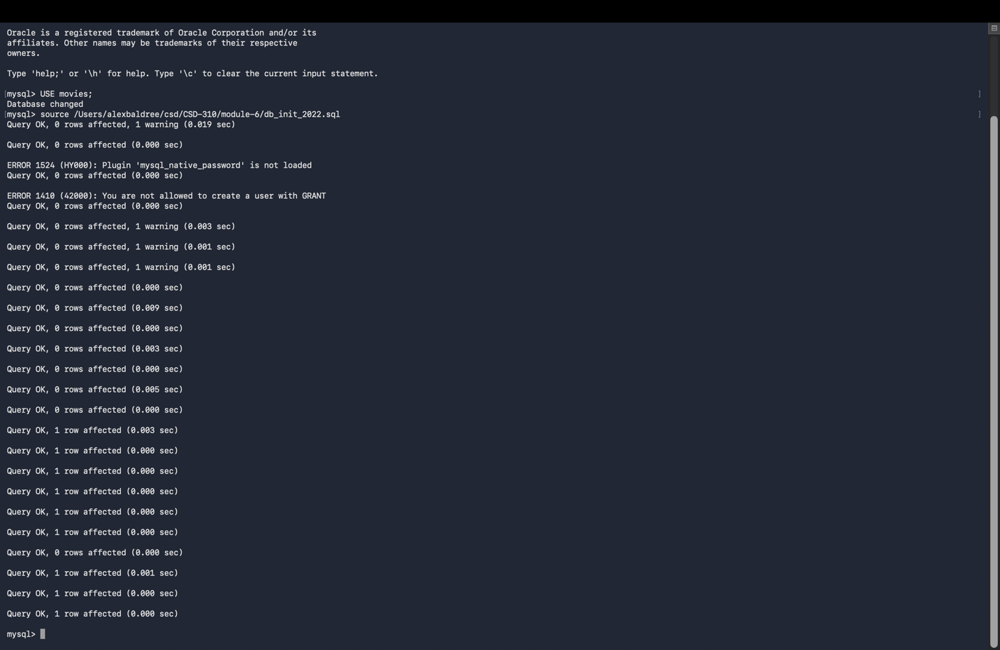 Oracle is a registered trademark of Oracle Corporation and/or its
affiliates. Other names may be trademarks of their respective
owners.
Type 'help;' or '\h' for help. Type '\c' to clear the current input statement.
[mysql> USE movies; ]
Database changed
[mysql> source /Users/alexbaldree/csd/CSD-310/module-6/db_init_2022.sql ]
Query OK, 0 rows affected, 1 warning (0.019 sec)
Query OK, 0 rows affected (0.000 sec)
ERROR 1524 (HY000): Plugin 'mysql_native_password' is not loaded
Query OK, 0 rows affected (0.000 sec)
ERROR 1410 (42000): You are not allowed to create a user with GRANT
Query OK, 0 rows affected (0.000 sec)
Query OK, 0 rows affected, 1 warning (0.003 sec)
Query OK, 0 rows affected, 1 warning (0.001 sec)
Query OK, 0 rows affected, 1 warning (0.001 sec)
Query OK, 0 rows affected (0.000 sec)
Query OK, 0 rows affected (0.009 sec)
Query OK, 0 rows affected (0.000 sec)
Query OK, 0 rows affected (0.003 sec)
Query OK, 0 rows affected (0.000 sec)
Query OK, 0 rows affected (0.005 sec)
Query OK, 0 rows affected (0.000 sec)
Query OK, 1 row affected (0.003 sec)
Query OK, 1 row affected (0.000 sec)
Query OK, 1 row affected (0.000 sec)
Query OK, 1 row affected (0.000 sec)
Query OK, 1 row affected (0.000 sec)
Query OK, 1 row affected (0.000 sec)
Query OK, 0 rows affected (0.000 sec)
Query OK, 1 row affected (0.001 sec)
Query OK, 1 row affected (0.000 sec)
Query OK, 1 row affected (0.000 sec)
mysql>